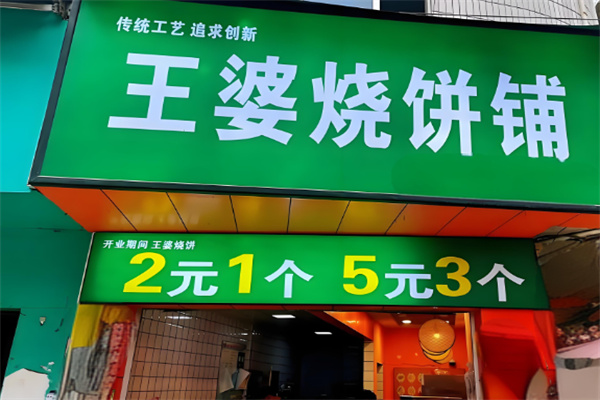 传统工艺 追求创新
王婆烧饼铺
开业期间 王婆烧饼
2元1个 5元3个